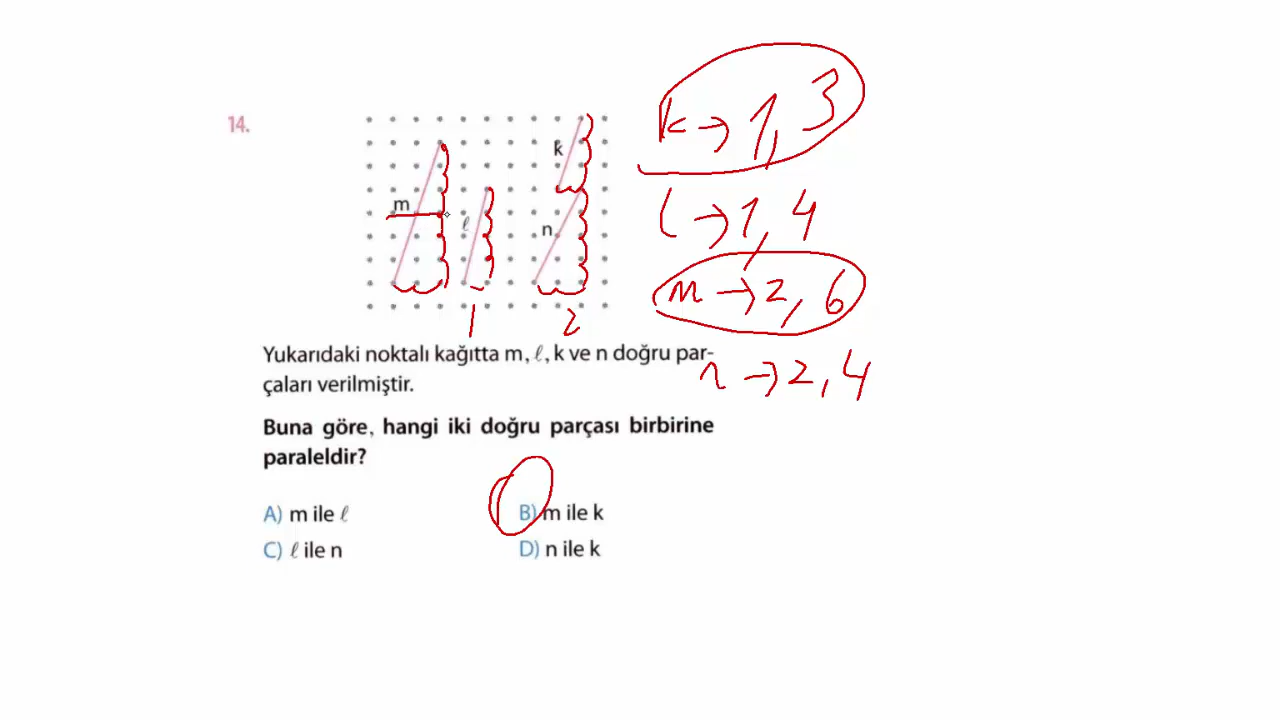 14.
k → 1, 3
k
m
ℓ
n
l → 1, 4
m → 2, 6
1
2
Yukarıdaki noktalı kağıtta m, ℓ, k ve n doğru par-
çaları verilmiştir.
n → 2, 4
Buna göre, hangi iki doğru parçası birbirine
paraleldir?
A) m ile ℓ
B) m ile k
C) ℓ ile n
D) n ile k